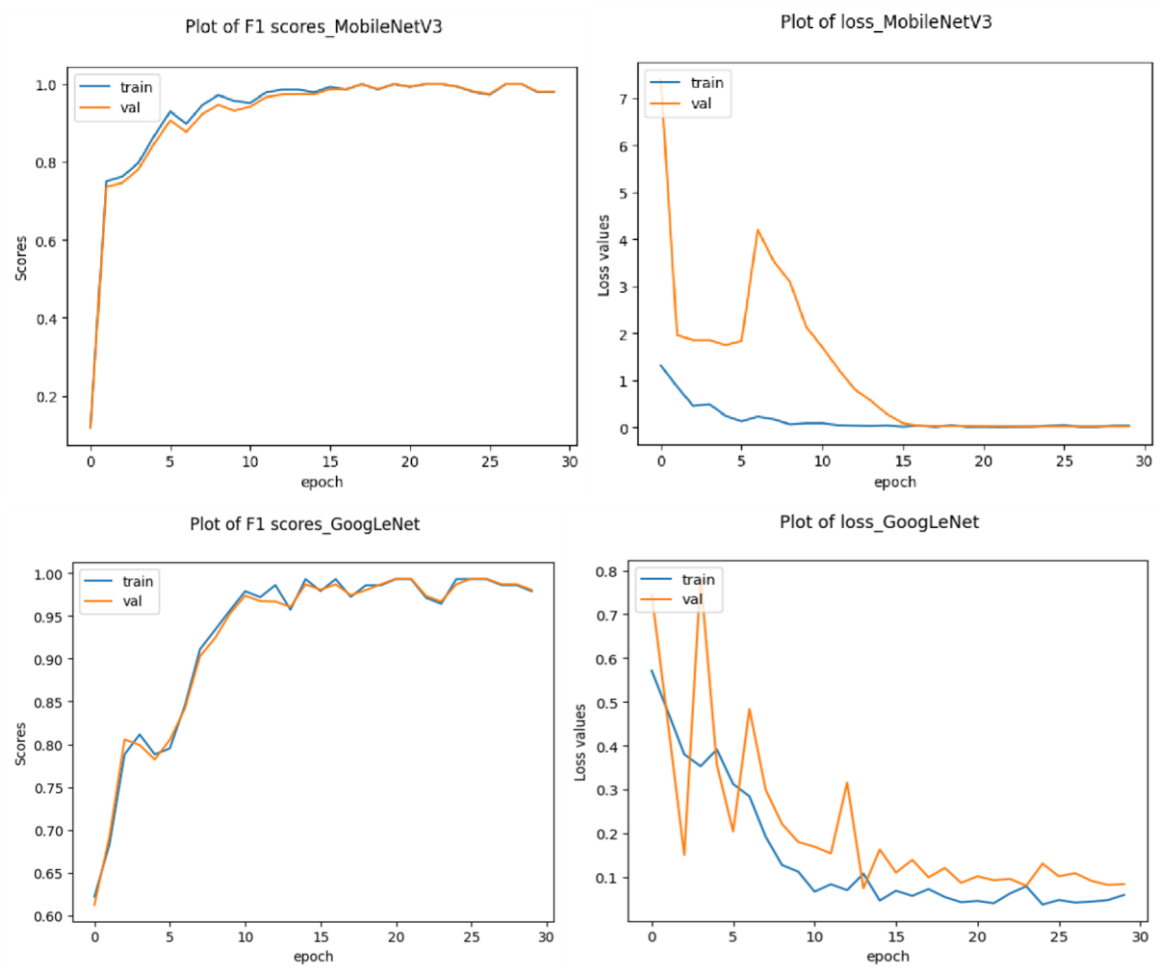 Plot of F1 scores_MobileNetV3
train
val
1.0
0.8
0.6
0.4
0.2
Scores
0 5 10 15 20 25 30
epoch
Plot of loss_MobileNetV3
train
val
7
6
5
4
3
2
1
0
Loss values
0 5 10 15 20 25 30
epoch
Plot of F1 scores_GoogLeNet
train
val
1.00
0.95
0.90
0.85
0.80
0.75
0.70
0.65
0.60
Scores
0 5 10 15 20 25 30
epoch
Plot of loss_GoogLeNet
train
val
0.8
0.7
0.6
0.5
0.4
0.3
0.2
0.1
Loss values
0 5 10 15 20 25 30
epoch